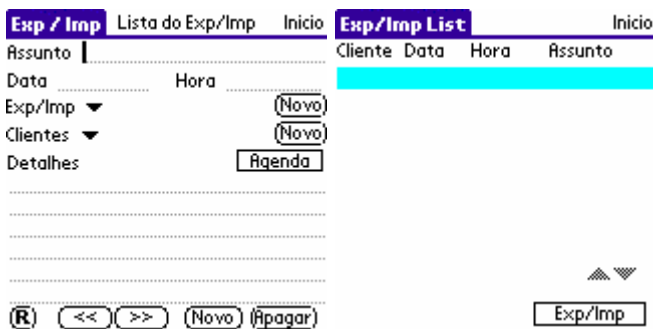 Exp / Imp Lista do Exp/Imp Inicio
Assunto
Data Hora
Exp/Imp (Novo)
Clientes (Novo)
Detalhes Agenda
R << >> (Novo) (Apagar)
Exp/Imp List Inicio
Cliente Data Hora Assunto
Exp/Imp